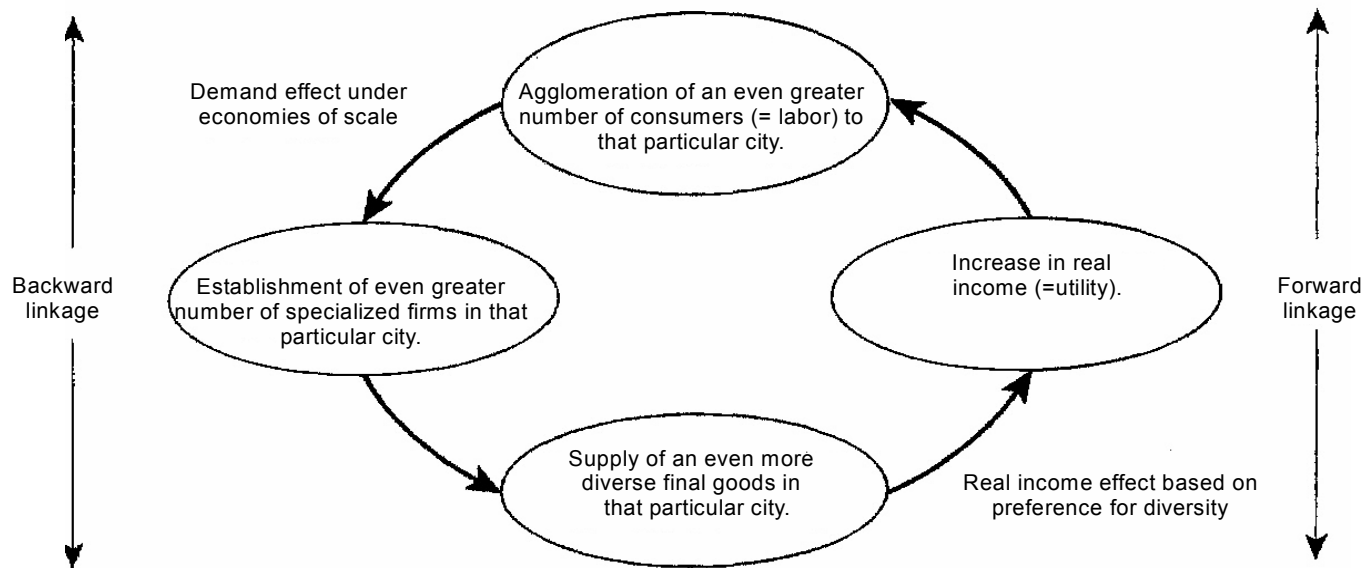 Demand effect under
economies of scale
Agglomeration of an even greater
number of consumers (= labor) to
that particular city.
Backward
linkage
Establishment of even greater
number of specialized firms in that
particular city.
Increase in real
income (=utility).
Forward
linkage
Supply of an even more
diverse final goods in
that particular city.
Real income effect based on
preference for diversity